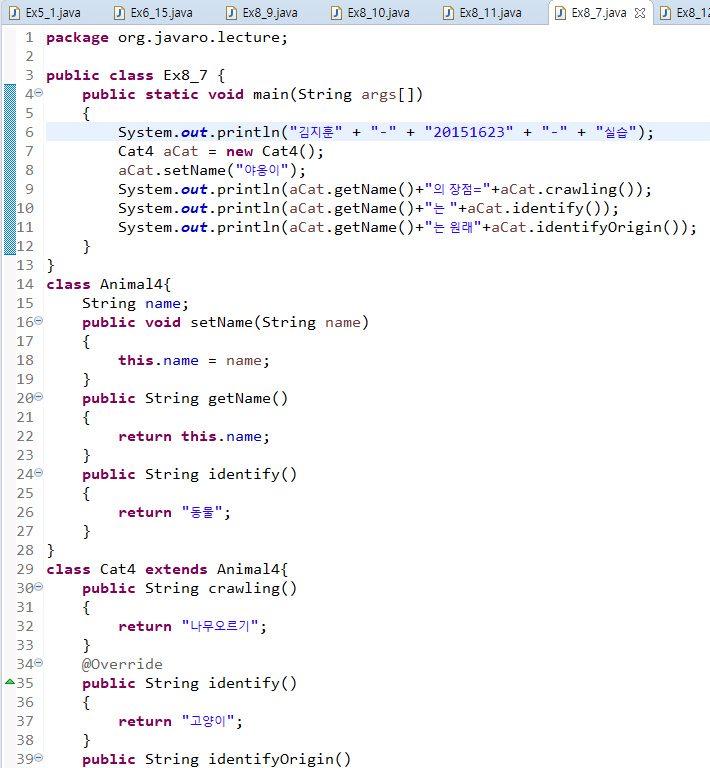 Ex5_1.java Ex6_15.java Ex8_9.java Ex8_10.java Ex8_11.java Ex8_7.java Ex8_12
1 package org.javaro.lecture;
2
3 public class Ex8_7 {
4 public static void main(String args[])
5 {
6 System.out.println("김지훈" + "-" + "20151623" + "-" + "실습");
7 Cat4 aCat = new Cat4();
8 aCat.setName("야옹이");
9 System.out.println(aCat.getName()+"의 장점="+aCat.crawling());
10 System.out.println(aCat.getName()+"는 "+aCat.identify());
11 System.out.println(aCat.getName()+"는 원래"+aCat.identifyOrigin());
12 }
13 }
14 class Animal4{
15 String name;
16 public void setName(String name)
17 {
18 this.name = name;
19 }
20 public String getName()
21 {
22 return this.name;
23 }
24 public String identify()
25 {
26 return "동물";
27 }
28 }
29 class Cat4 extends Animal4{
30 public String crawling()
31 {
32 return "나무오르기";
33 }
34 @Override
35 public String identify()
36 {
37 return "고양이";
38 }
39 public String identifyOrigin()